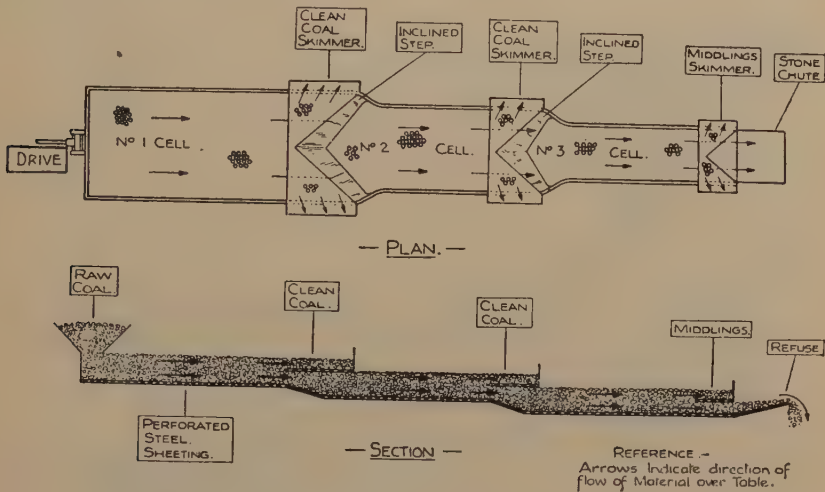 CLEAN
COAL
SKIMMER.
INCLINED
STEP.
CLEAN
COAL
SKIMMER.
INCLINED
STEP.
MIDDLINGS
SKIMMER.
STONE
CHUTE
DRIVE
Nº 1 CELL.
Nº 2 CELL.
Nº 3 CELL.
— PLAN. —
RAW
COAL.
CLEAN
COAL.
CLEAN
COAL.
MIDDLINGS.
REFUSE
PERFORATED
STEEL.
SHEETING.
— SECTION —
REFERENCE.-
Arrows Indicate direction of
flow of Material over Table.